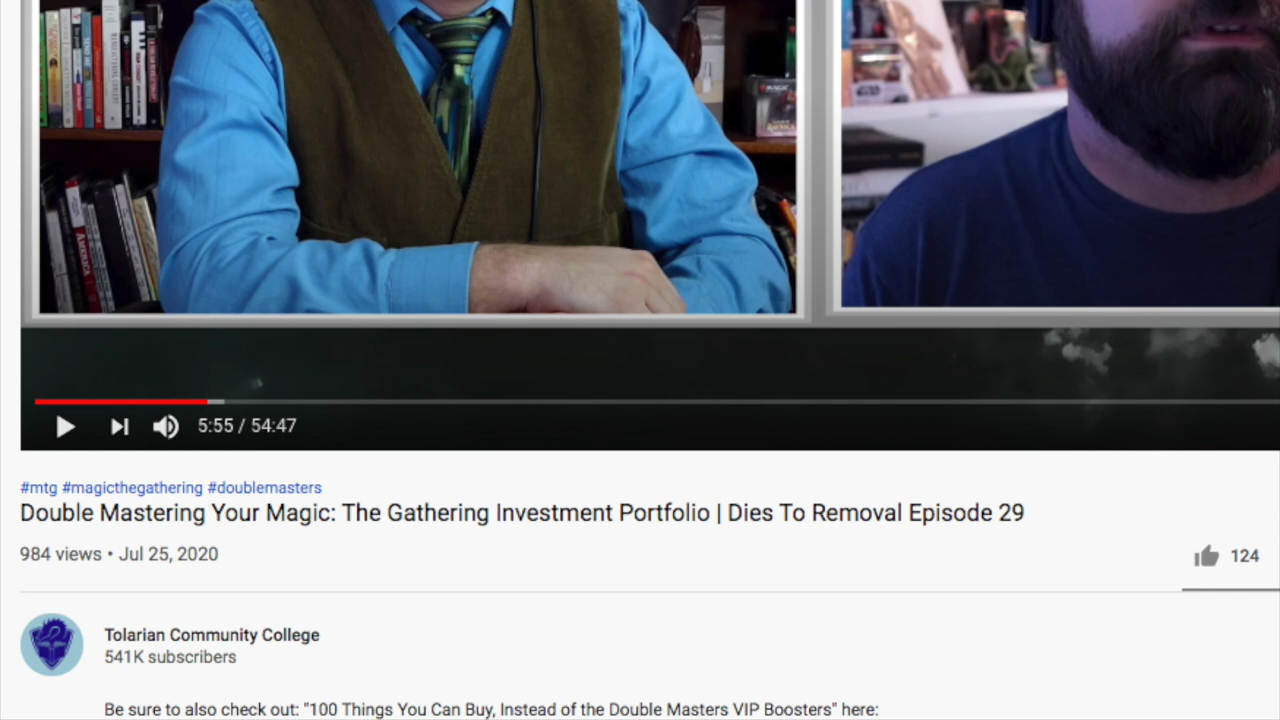 AMERICA
MAGIC
5:55 / 54:47
#mtg #magicthegathering #doublemasters
Double Mastering Your Magic: The Gathering Investment Portfolio | Dies To Removal Episode 29
984 views • Jul 25, 2020
124
Tolarian Community College
541K subscribers
Be sure to also check out: "100 Things You Can Buy, Instead of the Double Masters VIP Boosters" here: